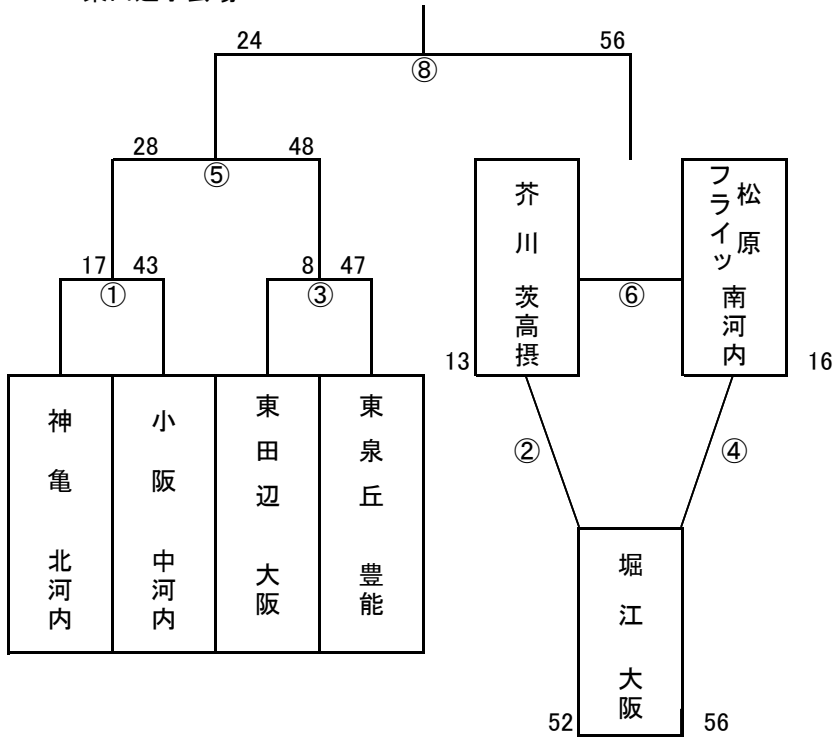 24 56
⑧
28 48
⑤
17 43 8 47
① ③
神亀 北河内
小阪 中河内
東田辺 大阪
東泉丘 豊能
芥川 茨高摂
松原フライツ 南河内
⑥
13 16
② ④
堀江 大阪
52 56